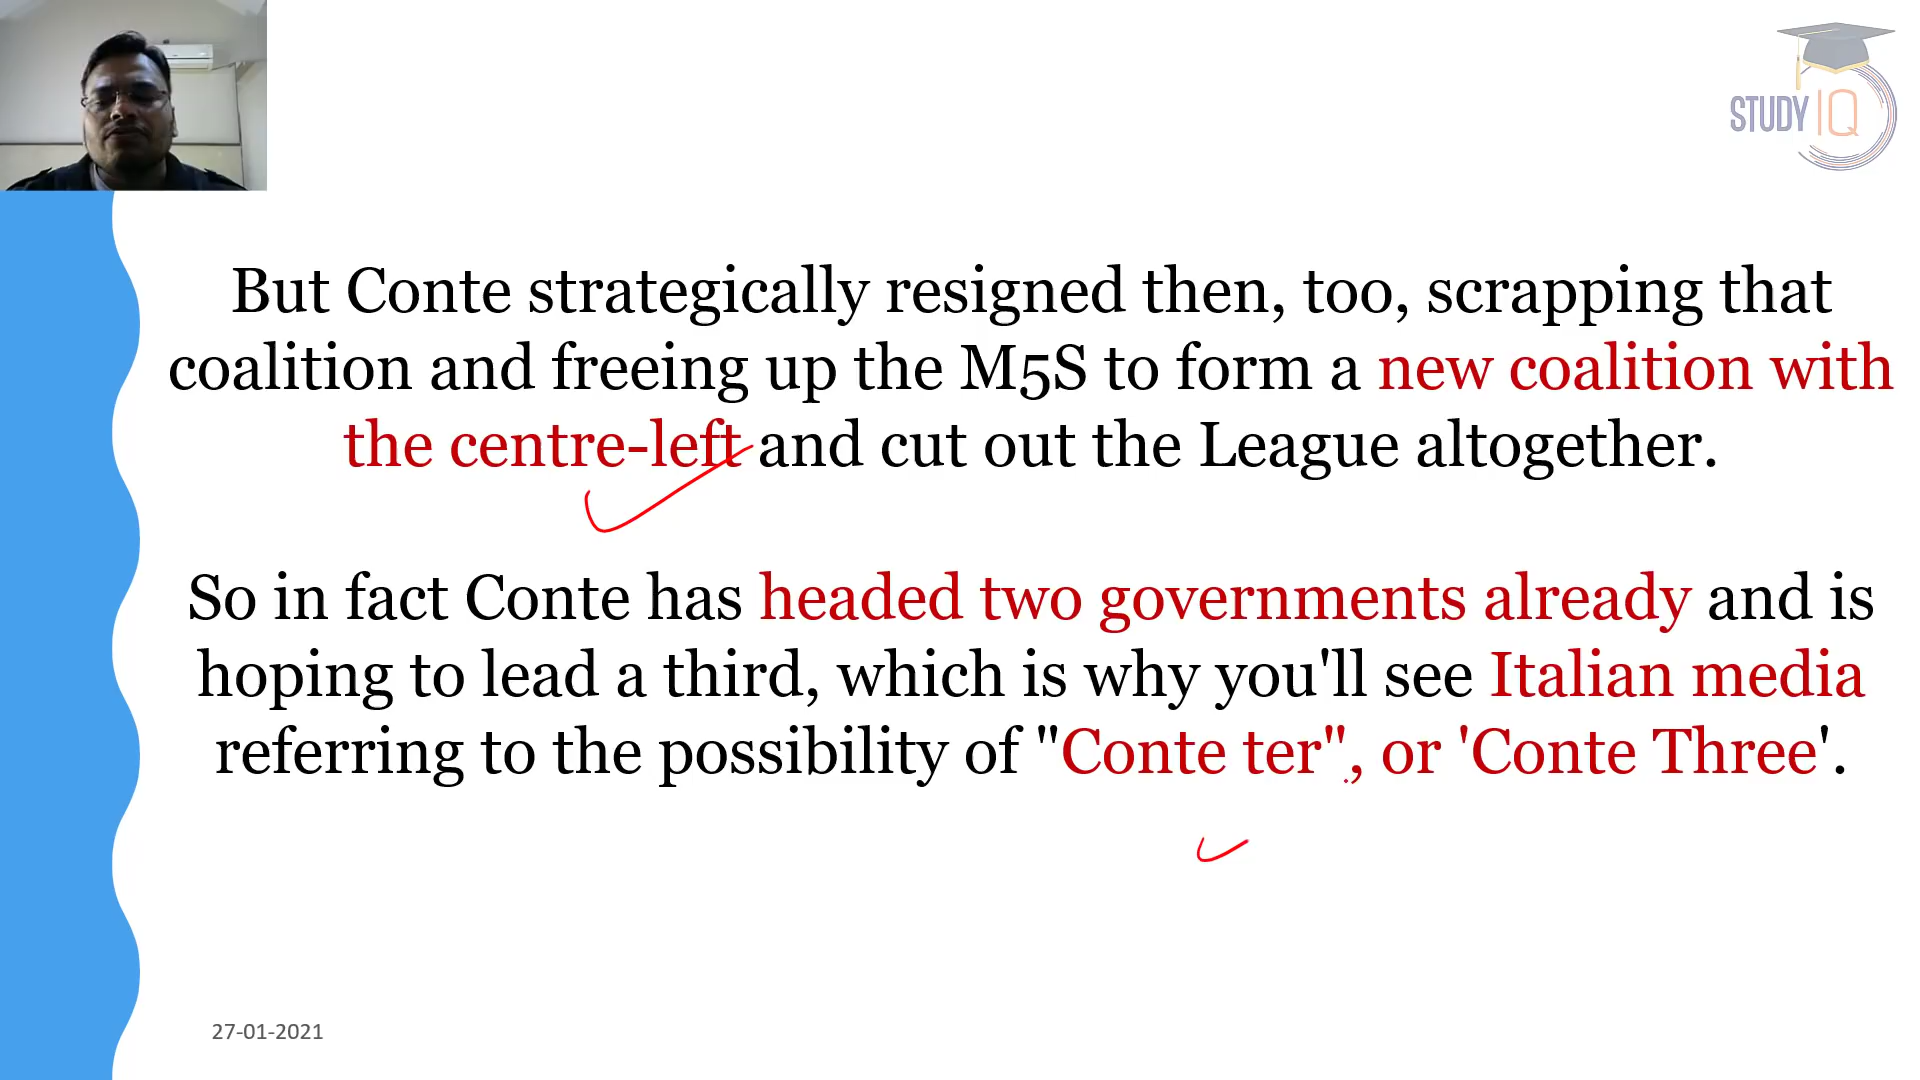 STUDY IQ
But Conte strategically resigned then, too, scrapping that
coalition and freeing up the M5S to form a new coalition with
the centre-left and cut out the League altogether.
So in fact Conte has headed two governments already and is
hoping to lead a third, which is why you'll see Italian media
referring to the possibility of "Conte ter", or 'Conte Three'.
27-01-2021